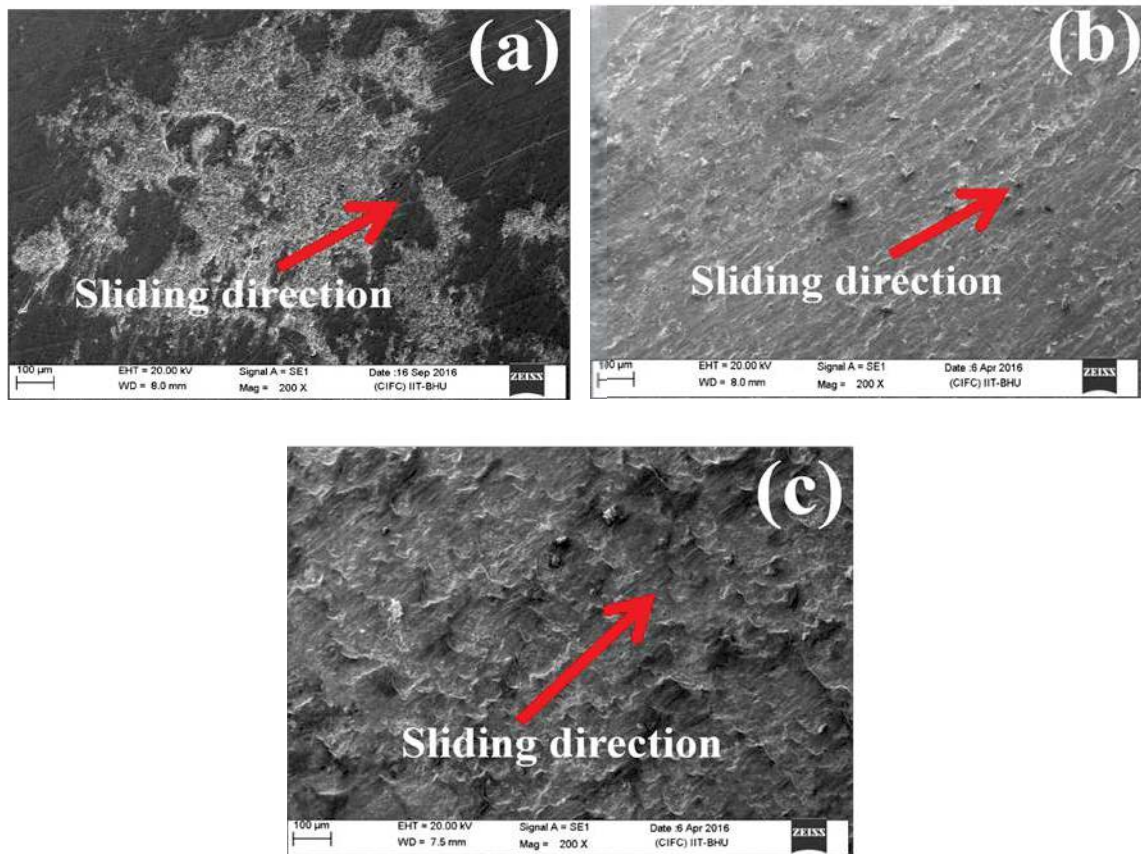 (a)
Sliding direction
100 µm
EHT = 20.00 kV
WD = 8.0 mm
Signal A = SE1
Mag = 200 X
Date :16 Sep 2016
(CIFC) IIT-BHU
ZEISS
(b)
Sliding direction
100 µm
EHT = 20.00 kV
WD = 8.0 mm
Signal A = SE1
Mag = 200 X
Date :6 Apr 2016
(CIFC) IIT-BHU
ZEISS
(c)
Sliding direction
100 µm
EHT = 20.00 kV
WD = 7.5 mm
Signal A = SE1
Mag = 200 X
Date :6 Apr 2016
(CIFC) IIT-BHU
ZEISS